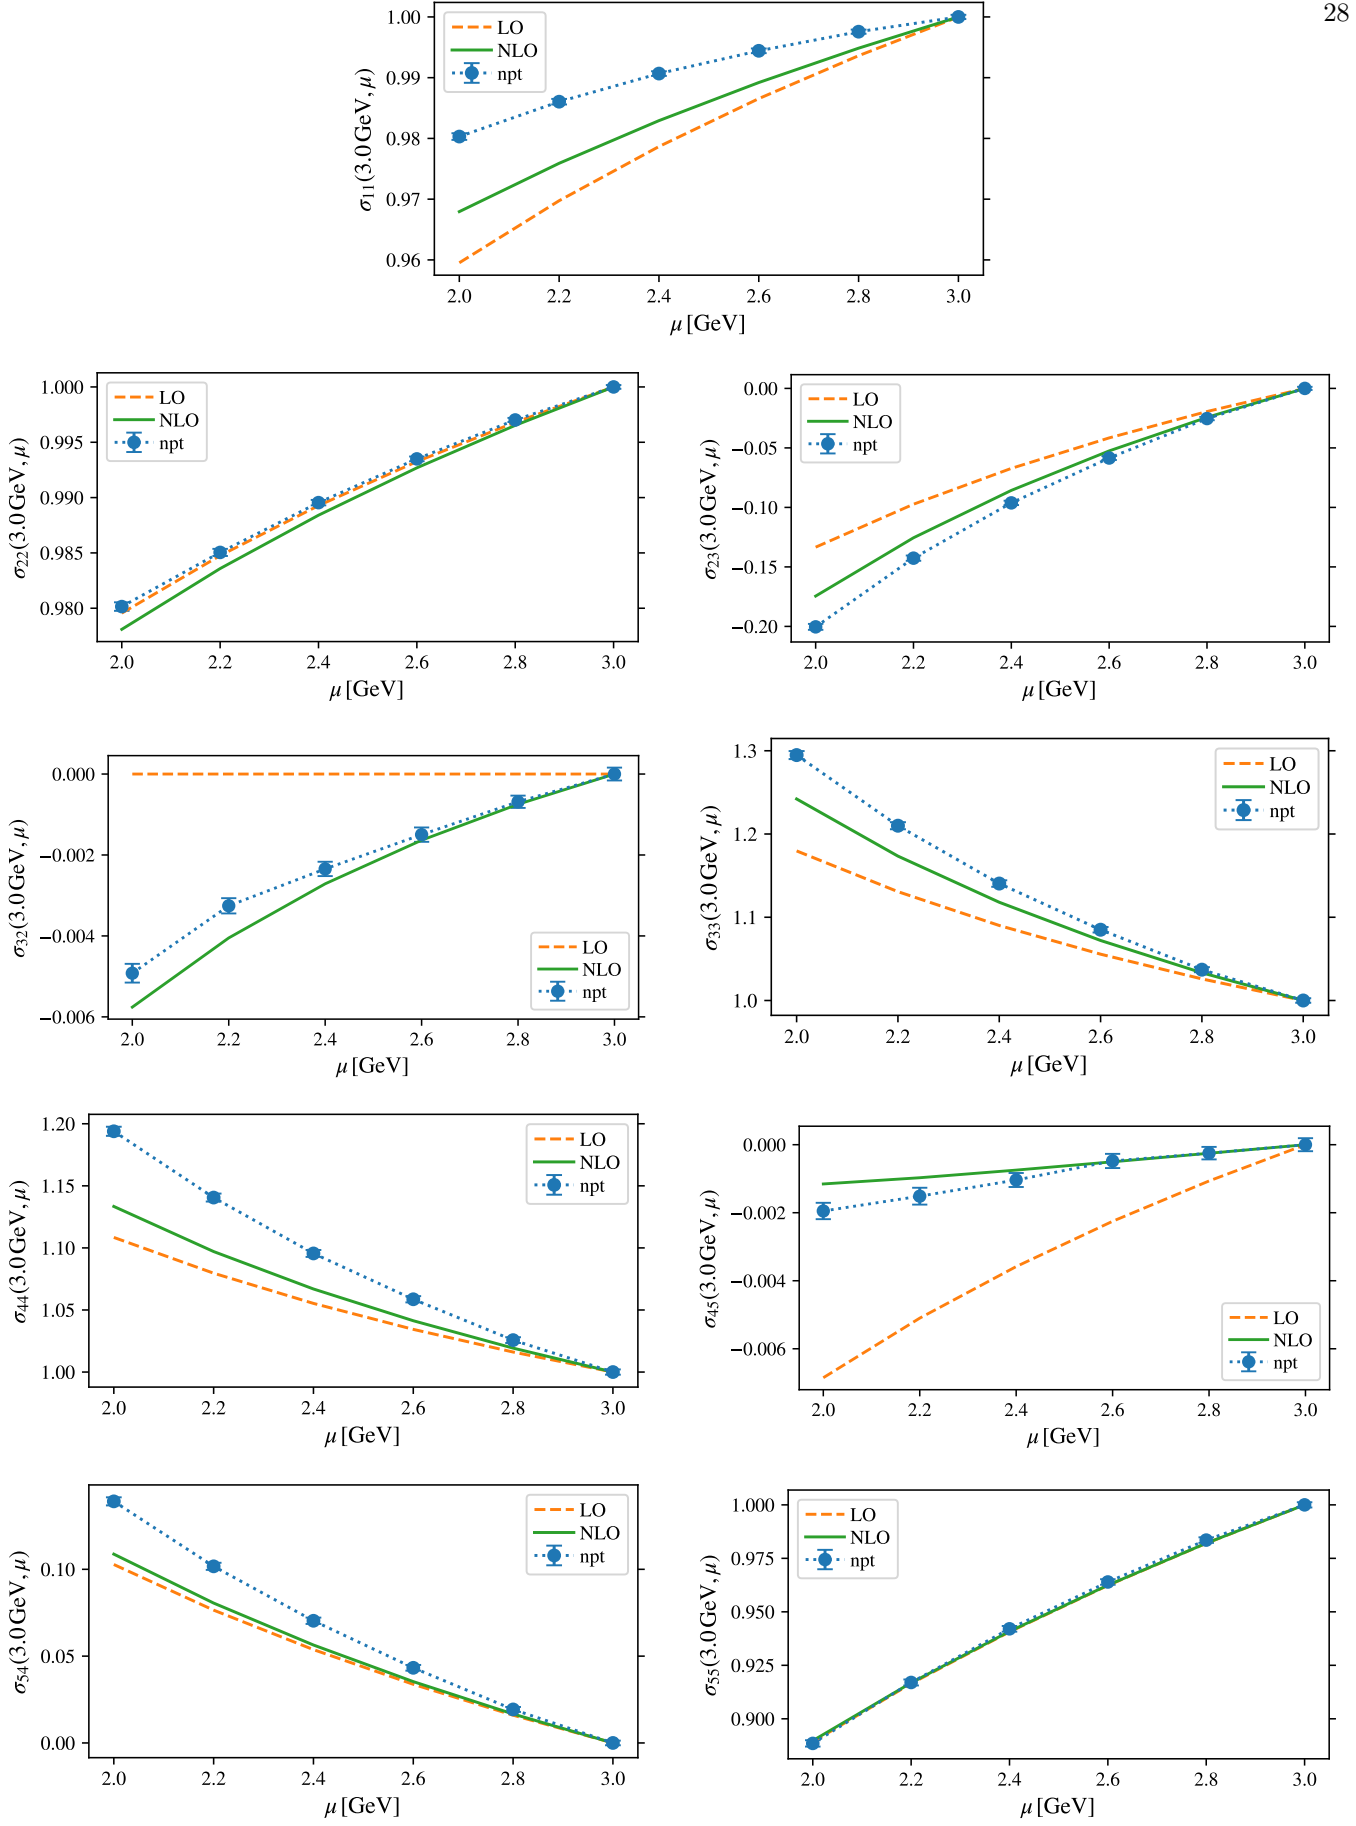 28
1.00
0.99
0.98
0.97
0.96
σ11(3.0 GeV, μ)
LO
NLO
npt
2.0 2.2 2.4 2.6 2.8 3.0
μ [GeV]
1.000
0.995
0.990
0.985
0.980
σ22(3.0 GeV, μ)
LO
NLO
npt
2.0 2.2 2.4 2.6 2.8 3.0
μ [GeV]
0.00
−0.05
−0.10
−0.15
−0.20
σ23(3.0 GeV, μ)
LO
NLO
npt
2.0 2.2 2.4 2.6 2.8 3.0
μ [GeV]
0.000
−0.002
−0.004
−0.006
σ32(3.0 GeV, μ)
LO
NLO
npt
2.0 2.2 2.4 2.6 2.8 3.0
μ [GeV]
1.3
1.2
1.1
1.0
σ33(3.0 GeV, μ)
LO
NLO
npt
2.0 2.2 2.4 2.6 2.8 3.0
μ [GeV]
1.20
1.15
1.10
1.05
1.00
σ44(3.0 GeV, μ)
LO
NLO
npt
2.0 2.2 2.4 2.6 2.8 3.0
μ [GeV]
0.000
−0.002
−0.004
−0.006
σ45(3.0 GeV, μ)
LO
NLO
npt
2.0 2.2 2.4 2.6 2.8 3.0
μ [GeV]
0.10
0.05
0.00
σ54(3.0 GeV, μ)
LO
NLO
npt
2.0 2.2 2.4 2.6 2.8 3.0
μ [GeV]
1.000
0.975
0.950
0.925
0.900
σ55(3.0 GeV, μ)
LO
NLO
npt
2.0 2.2 2.4 2.6 2.8 3.0
μ [GeV]